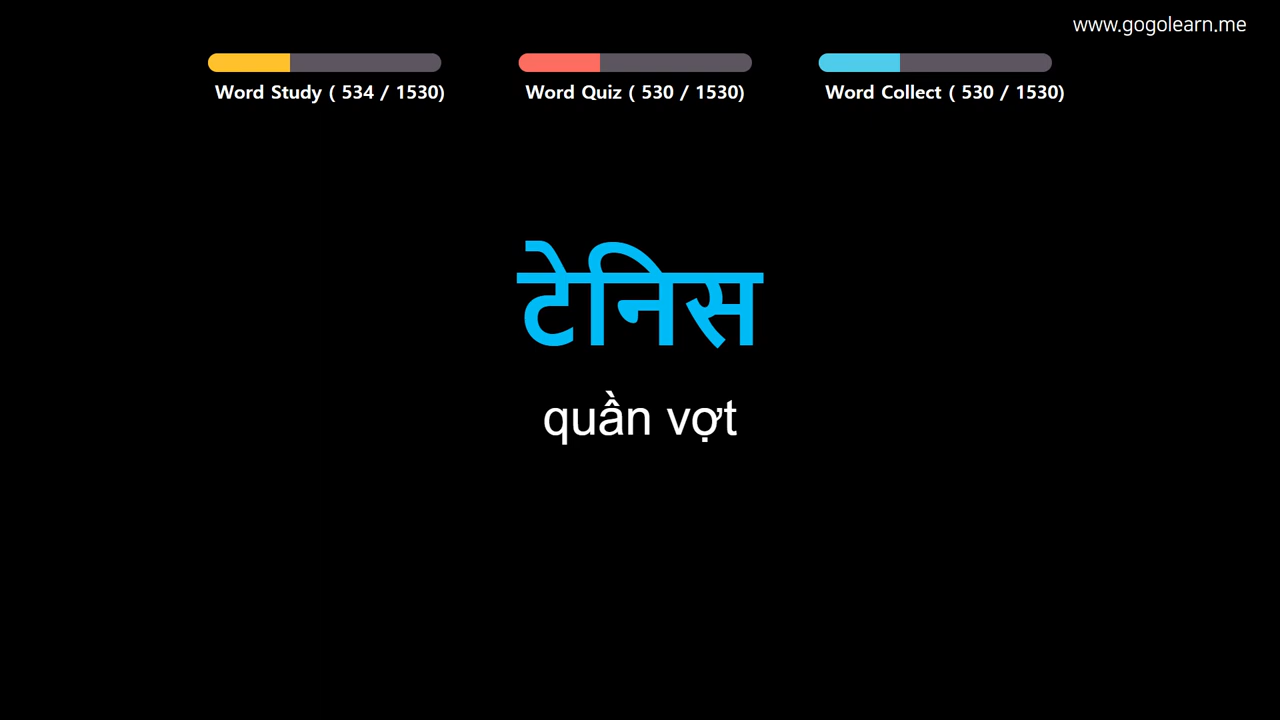 www.gogolearn.me
Word Study ( 534 / 1530)
Word Quiz ( 530 / 1530)
Word Collect ( 530 / 1530)
टेनिस
quần vợt